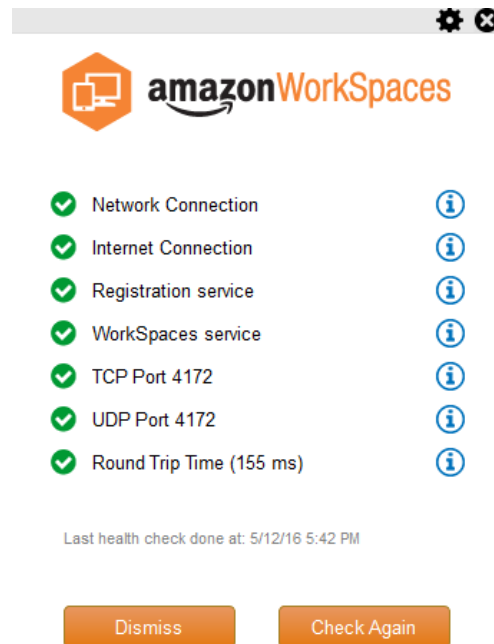 amazonWorkSpaces
Network Connection
Internet Connection
Registration service
WorkSpaces service
TCP Port 4172
UDP Port 4172
Round Trip Time (155 ms)
Last health check done at: 5/12/16 5:42 PM
Dismiss
Check Again